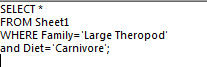 SELECT *
FROM Sheet1
WHERE Family='Large Theropod'
and Diet='Carnivore';